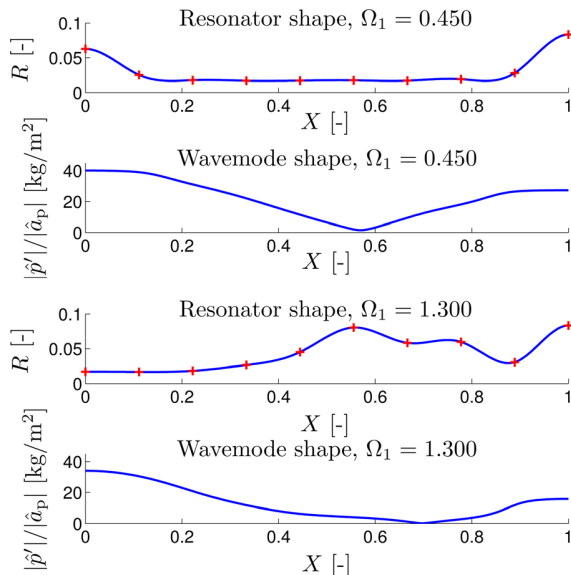 Resonator shape, Ω₁ = 0.450
R [-]
0.1
0.05
0
0 0.2 0.4 0.6 0.8 1
X [-]
Wavemode shape, Ω₁ = 0.450
|p̂′|/|âₚ| [kg/m²]
40
20
0
0 0.2 0.4 0.6 0.8 1
X [-]
Resonator shape, Ω₁ = 1.300
R [-]
0.1
0.05
0
0 0.2 0.4 0.6 0.8 1
X [-]
Wavemode shape, Ω₁ = 1.300
|p̂′|/|âₚ| [kg/m²]
40
20
0
0 0.2 0.4 0.6 0.8 1
X [-]